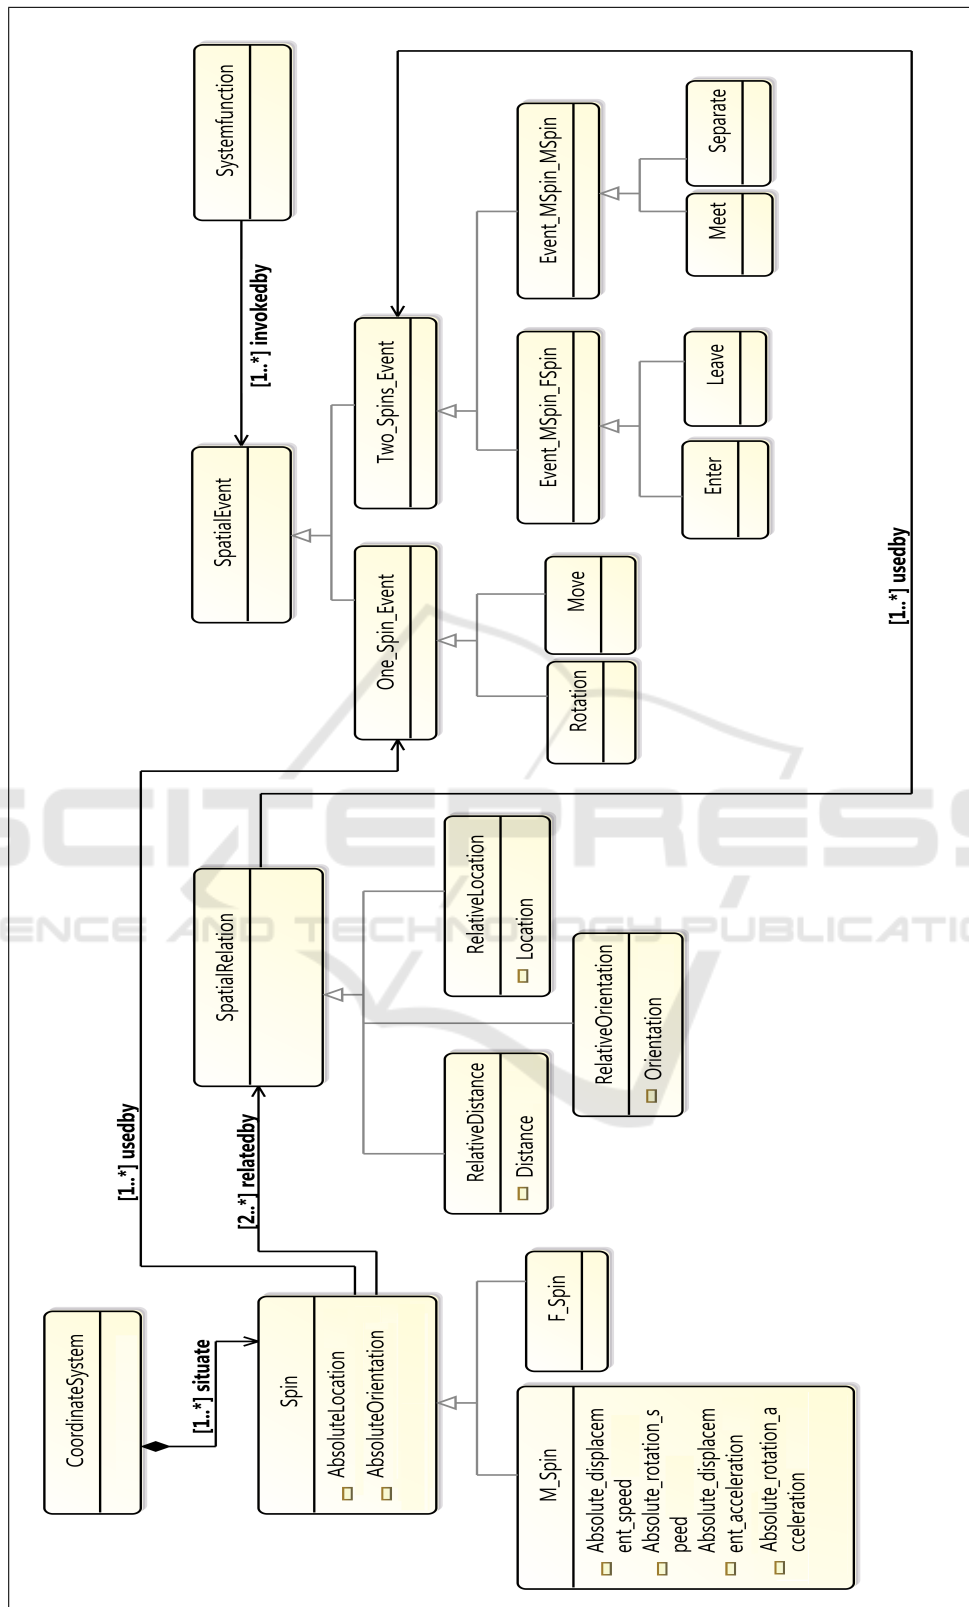 CoordinateSystem
[1..*] situate
Spin
AbsoluteLocation
AbsoluteOrientation
M_Spin
Absolute_displacem
ent_speed
Absolute_rotation_s
peed
Absolute_displacem
ent_acceleration
Absolute_rotation_a
cceleration
F_Spin
[1..*] usedby
[2..*] relatedby
SpatialRelation
RelativeDistance
Distance
RelativeOrientation
Orientation
RelativeLocation
Location
Systemfunction
[1..*] invokedby
SpatialEvent
One_Spin_Event
Rotation
Move
Two_Spins_Event
Event_MSpin_FSpin
Enter
Leave
Event_MSpin_MSpin
Meet
Separate
[1..*] usedby
SCITEPRESS
ENCE AND TECHNOLOGY PUBLICATIO